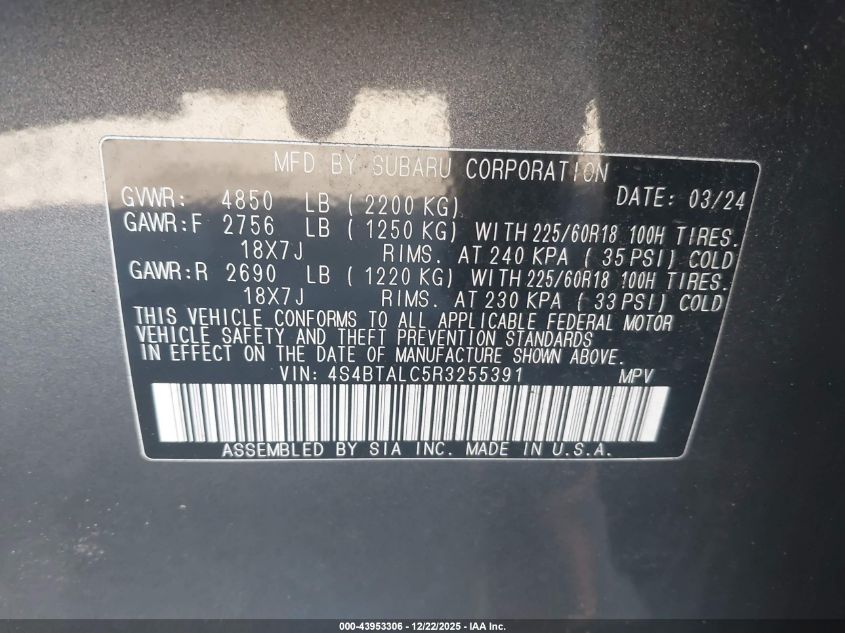 MFD BY SUBARU CORPORATION
GVWR: 4850 LB ( 2200 KG) DATE: 03/24
GAWR:F 2756 LB ( 1250 KG) WITH 225/60R18 100H TIRES.
18X7J RIMS. AT 240 KPA ( 35 PSI) COLD
GAWR:R 2690 LB ( 1220 KG) WITH 225/60R18 100H TIRES.
18X7J RIMS. AT 230 KPA ( 33 PSI) COLD
THIS VEHICLE CONFORMS TO ALL APPLICABLE FEDERAL MOTOR
VEHICLE SAFETY AND THEFT PREVENTION STANDARDS
IN EFFECT ON THE DATE OF MANUFACTURE SHOWN ABOVE.
VIN: 4S4BTALC5R3255391 MPV
ASSEMBLED BY SIA INC. MADE IN U.S.A.
000-43953306 - 12/22/2025 - IAA Inc.